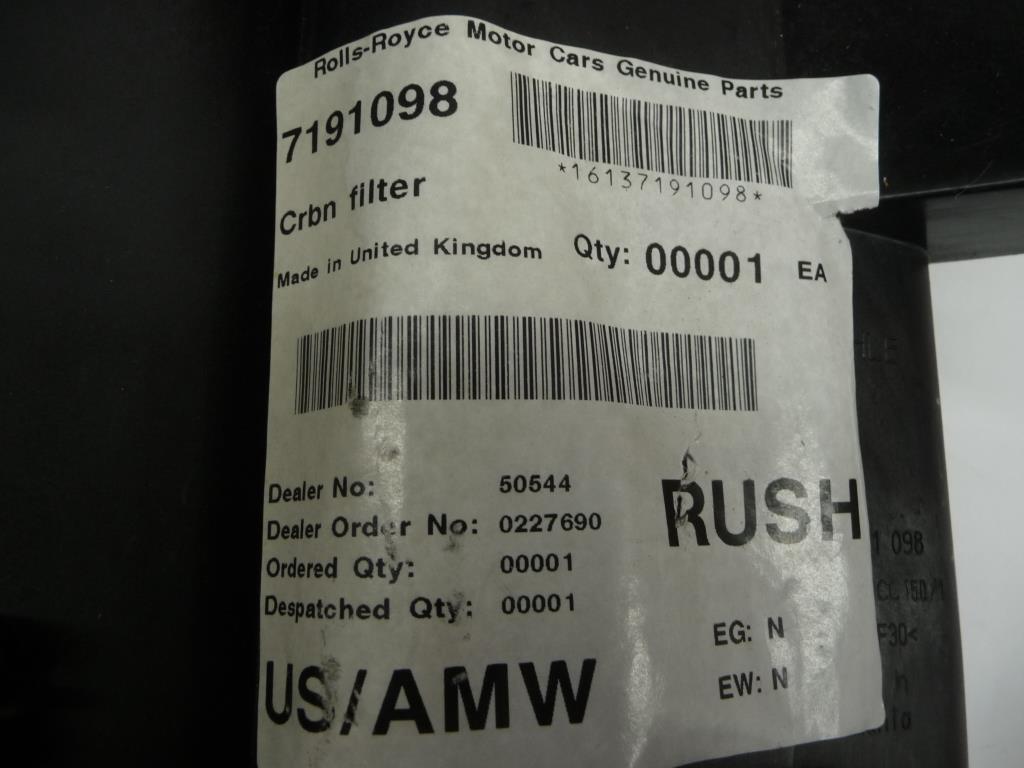 Rolls-Royce Motor Cars Genuine Parts
7191098
*16137191098*
Crbn filter
Made in United Kingdom Qty: 00001 EA
Dealer No: 50544
Dealer Order No: 0227690
Ordered Qty: 00001
Despatched Qty: 00001
RUSH
EG: N
EW: N
US/AMW
098